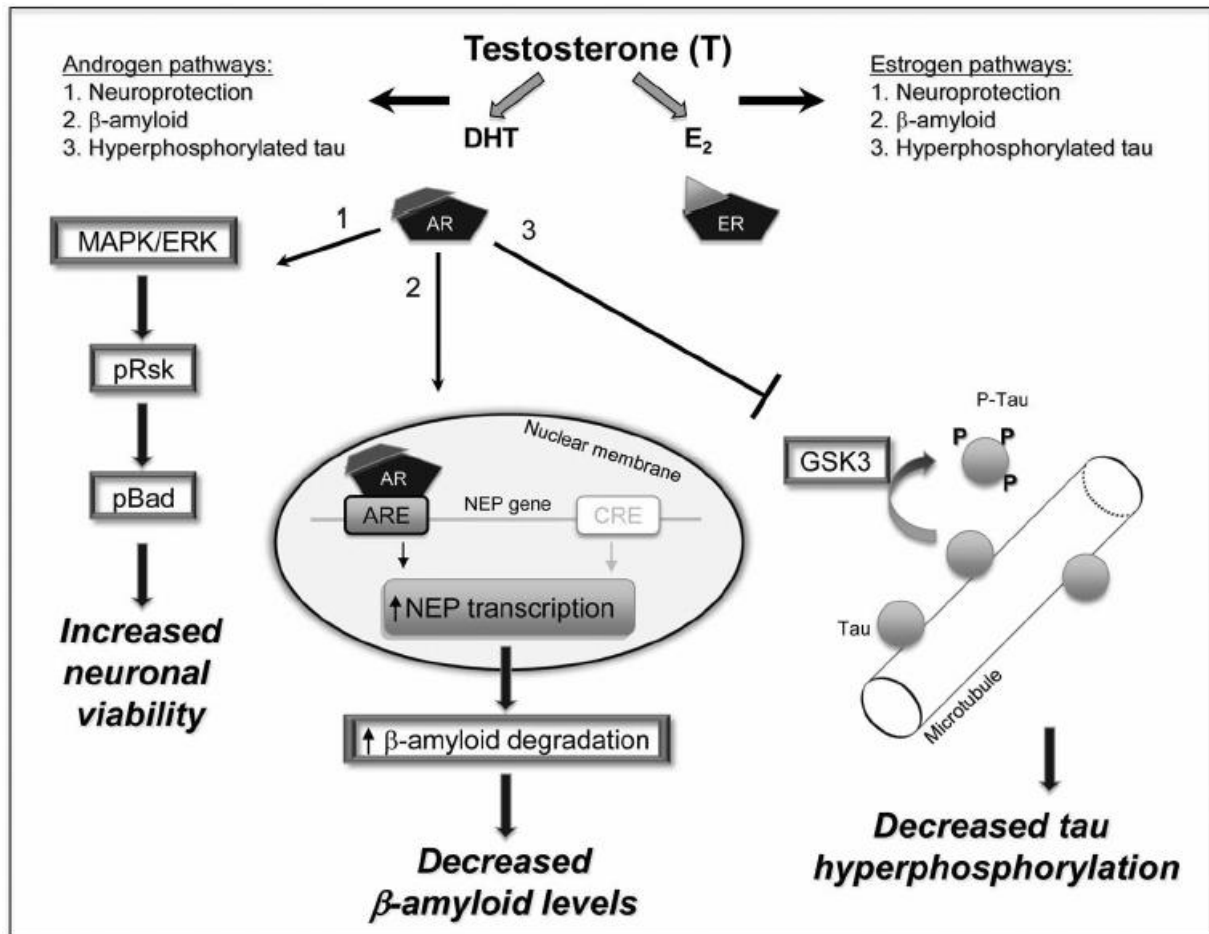 Testosterone (T)
Androgen pathways:
1. Neuroprotection
2. β-amyloid
3. Hyperphosphorylated tau
Estrogen pathways:
1. Neuroprotection
2. β-amyloid
3. Hyperphosphorylated tau
DHT
E₂
AR
ER
1
2
3
MAPK/ERK
pRsk
pBad
Increased
neuronal
viability
Nuclear membrane
AR
ARE
NEP gene
CRE
↑NEP transcription
↑ β-amyloid degradation
Decreased
β-amyloid levels
GSK3
P-Tau
P
P
P
Tau
Microtubule
Decreased tau
hyperphosphorylation